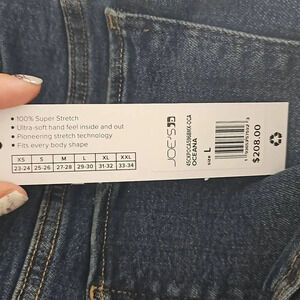 • 100% Super Stretch
• Ultra-soft hand feel inside and out
• Pioneering stretch technology
• Fits every body shape
XS S M L XL XXL
23-24 25-26 27-28 29-30 31-32 33-34
JOE'S
OCEANA
size L
$208.00